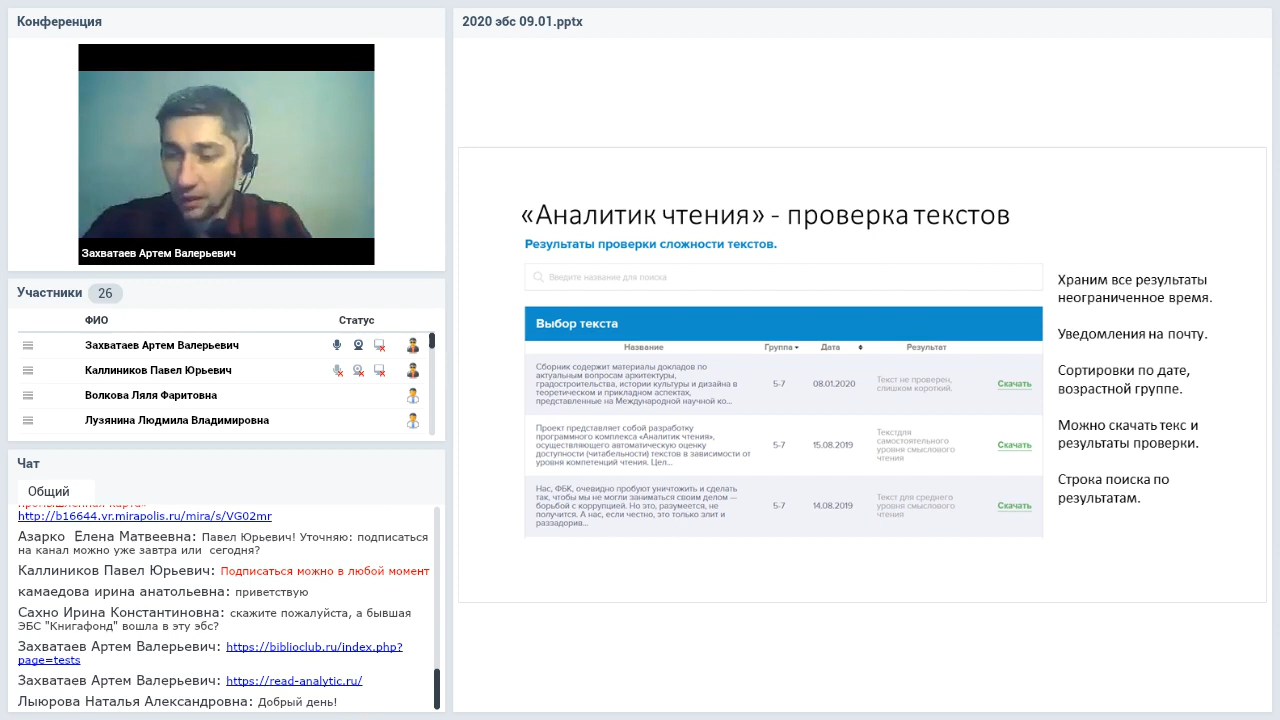 Конференция
Захватаев Артем Валерьевич
Участники 26
ФИО Статус
Захватаев Артем Валерьевич
Каллиников Павел Юрьевич
Волкова Ляля Фаритовна
Лузянина Людмила Владимировна
Чат
Общий
http://b16644.vr.mirapolis.ru/mira/s/VG02mr
Азарко Елена Матвеевна: Павел Юрьевич! Уточняю: подписаться
на канал можно уже завтра или сегодня?
Каллиников Павел Юрьевич: Подписаться можно в любой момент
камаедова ирина анатольевна: приветствую
Сахно Ирина Константиновна: скажите пожалуйста, а бывшая
ЭБС "Книгафонд" вошла в эту эбс?
Захватаев Артем Валерьевич: https://biblioclub.ru/index.php?
page=tests
Захватаев Артем Валерьевич: https://read-analytic.ru/
Лыюрова Наталья Александровна: Добрый день!
2020 эбс 09.01.pptx
«Аналитик чтения» - проверка текстов
Результаты проверки сложности текстов.
Введите название для поиска
Выбор текста
Название Группа Дата Результат
Сборник содержит материалы докладов по
актуальным вопросам архитектуры,
градостроительства, истории культуры и дизайна в
теоретическом и прикладном аспектах,
представленные на Международной научной ко...
5-7 08.01.2020
Текст не проверен,
слишком короткий.
Скачать
Проект представляет собой разработку
программного комплекса «Аналитик чтения»,
осуществляющего автоматическую оценку
доступности (читабельности) текстов в зависимости от
уровня компетенций чтения. Цел...
5-7 15.08.2019
Текстдля
самостоятельного
уровня смыслового
чтения
Скачать
Нас, ФБК, очевидно пробуют уничтожить и сделать
так, чтобы мы не могли заниматься своим делом —
борьбой с коррупцией. Но это, разумеется, не
получится. А нас, если честно, это только злит и
раззадорив...
5-7 14.08.2019
Текст для среднего
уровня смыслового
чтения
Скачать
Храним все результаты
неограниченное время.
Уведомления на почту.
Сортировки по дате,
возрастной группе.
Можно скачать текс и
результаты проверки.
Строка поиска по
результатам.